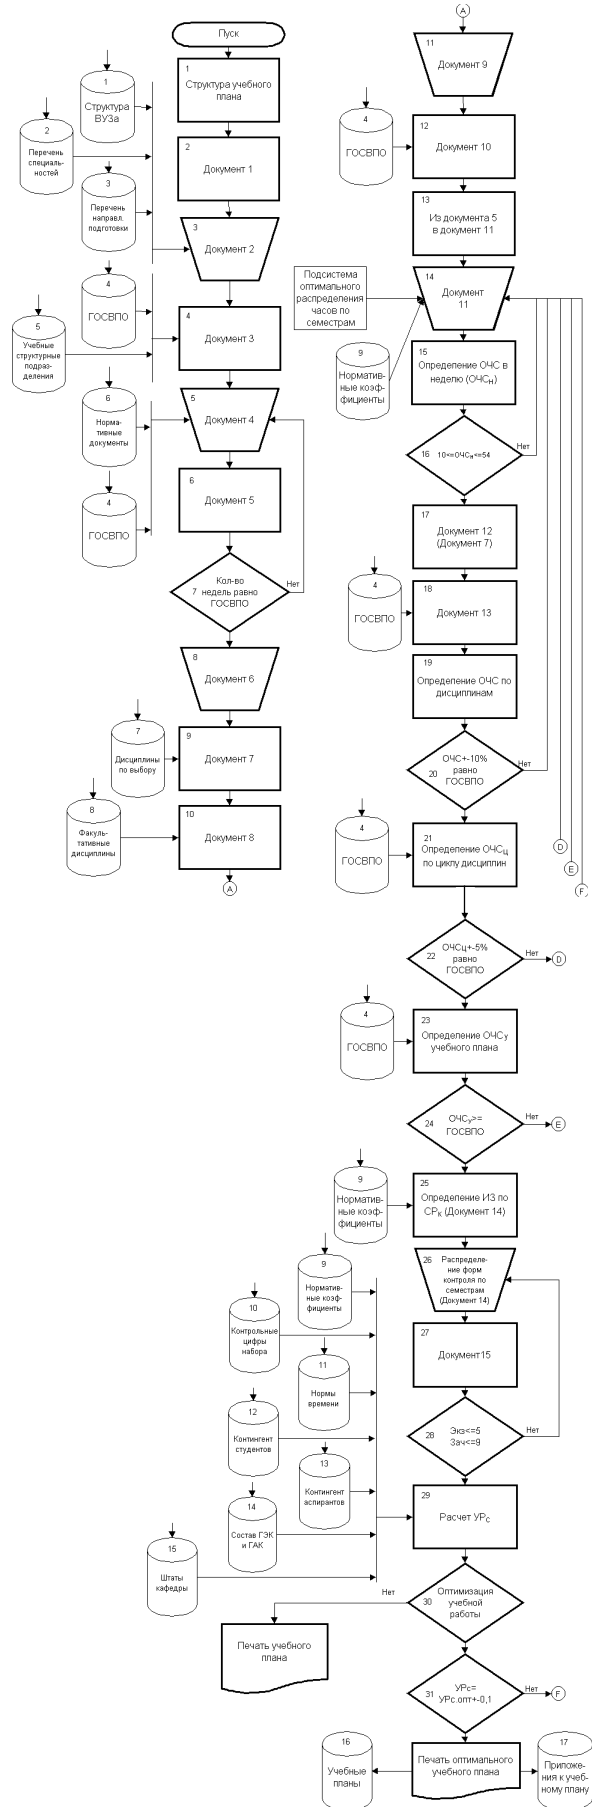 Пуск
1
Структура учебного
плана
1
Структура
ВУЗа
2
Перечень
специаль-
ностей
2
Документ 1
3
Перечень
направл.
подготовки
3
Документ 2
4
ГОСВПО
4
Документ 3
5
Учебные
структурные
подраз-
деления
5
Документ 4
6
Норма-
тивные
документы
6
Документ 5
4
ГОСВПО
7
Кол-во
недель равно
ГОСВПО
Нет
8
Документ 6
7
Дисциплины
по выбору
9
Документ 7
8
Факуль-
тативные
дисциплины
10
Документ 8
А
А
11
Документ 9
4
ГОСВПО
12
Документ 10
13
Из документа 5
в документ 11
Подсистема
оптимального
распределения
часов по
семестрам
14
Документ
11
9
Норматив-
ные коэф-
фициенты
15
Определение ОЧС в
неделю (ОЧСн)
16
10<=ОЧСн<=54
Нет
17
Документ 12
(Документ 7)
4
ГОСВПО
18
Документ 13
19
Определение ОЧС по
дисциплинам
20
ОЧС+-10%
равно
ГОСВПО
Нет
4
ГОСВПО
21
Определение ОЧСц
по циклу дисциплин
D
E
F
22
ОЧСц+-5%
равно
ГОСВПО
Нет
D
4
ГОСВПО
23
Определение ОЧСу
учебного плана
24
ОЧСу>=
ГОСВПО
Нет
E
9
Норматив-
ные коэф-
фициенты
25
Определение ИЗ по
СРк (Документ 14)
26
Распределе-
ние форм
контроля по
семестрам
(Документ 14)
9
Норматив-
ные коэф-
фициенты
10
Контрольные
цифры
набора
27
Документ15
11
Нормы
времени
12
Контингент
студентов
28
Экз<=5
Зач<=9
Нет
13
Контингент
аспирантов
14
Состав ГЭК
и ГАК
29
Расчет УРс
15
Штаты
кафедры
30
Оптимизация
учебной
работы
Нет
Печать учебного
плана
31
УРс=
УРс.опт+-0,1
Нет
F
16
Учебные
планы
Печать оптимального
учебного плана
17
Приложе-
ния к учеб-
ному плану